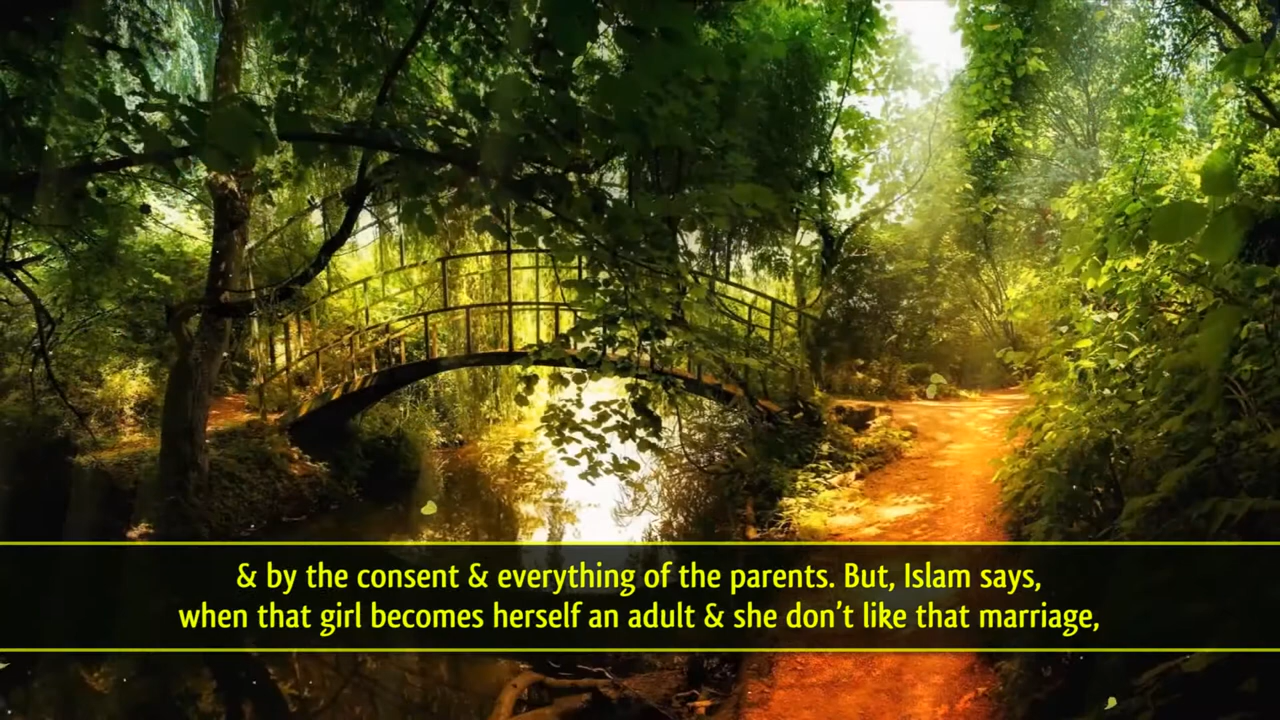 & by the consent & everything of the parents. But, Islam says,
when that girl becomes herself an adult & she don't like that marriage,